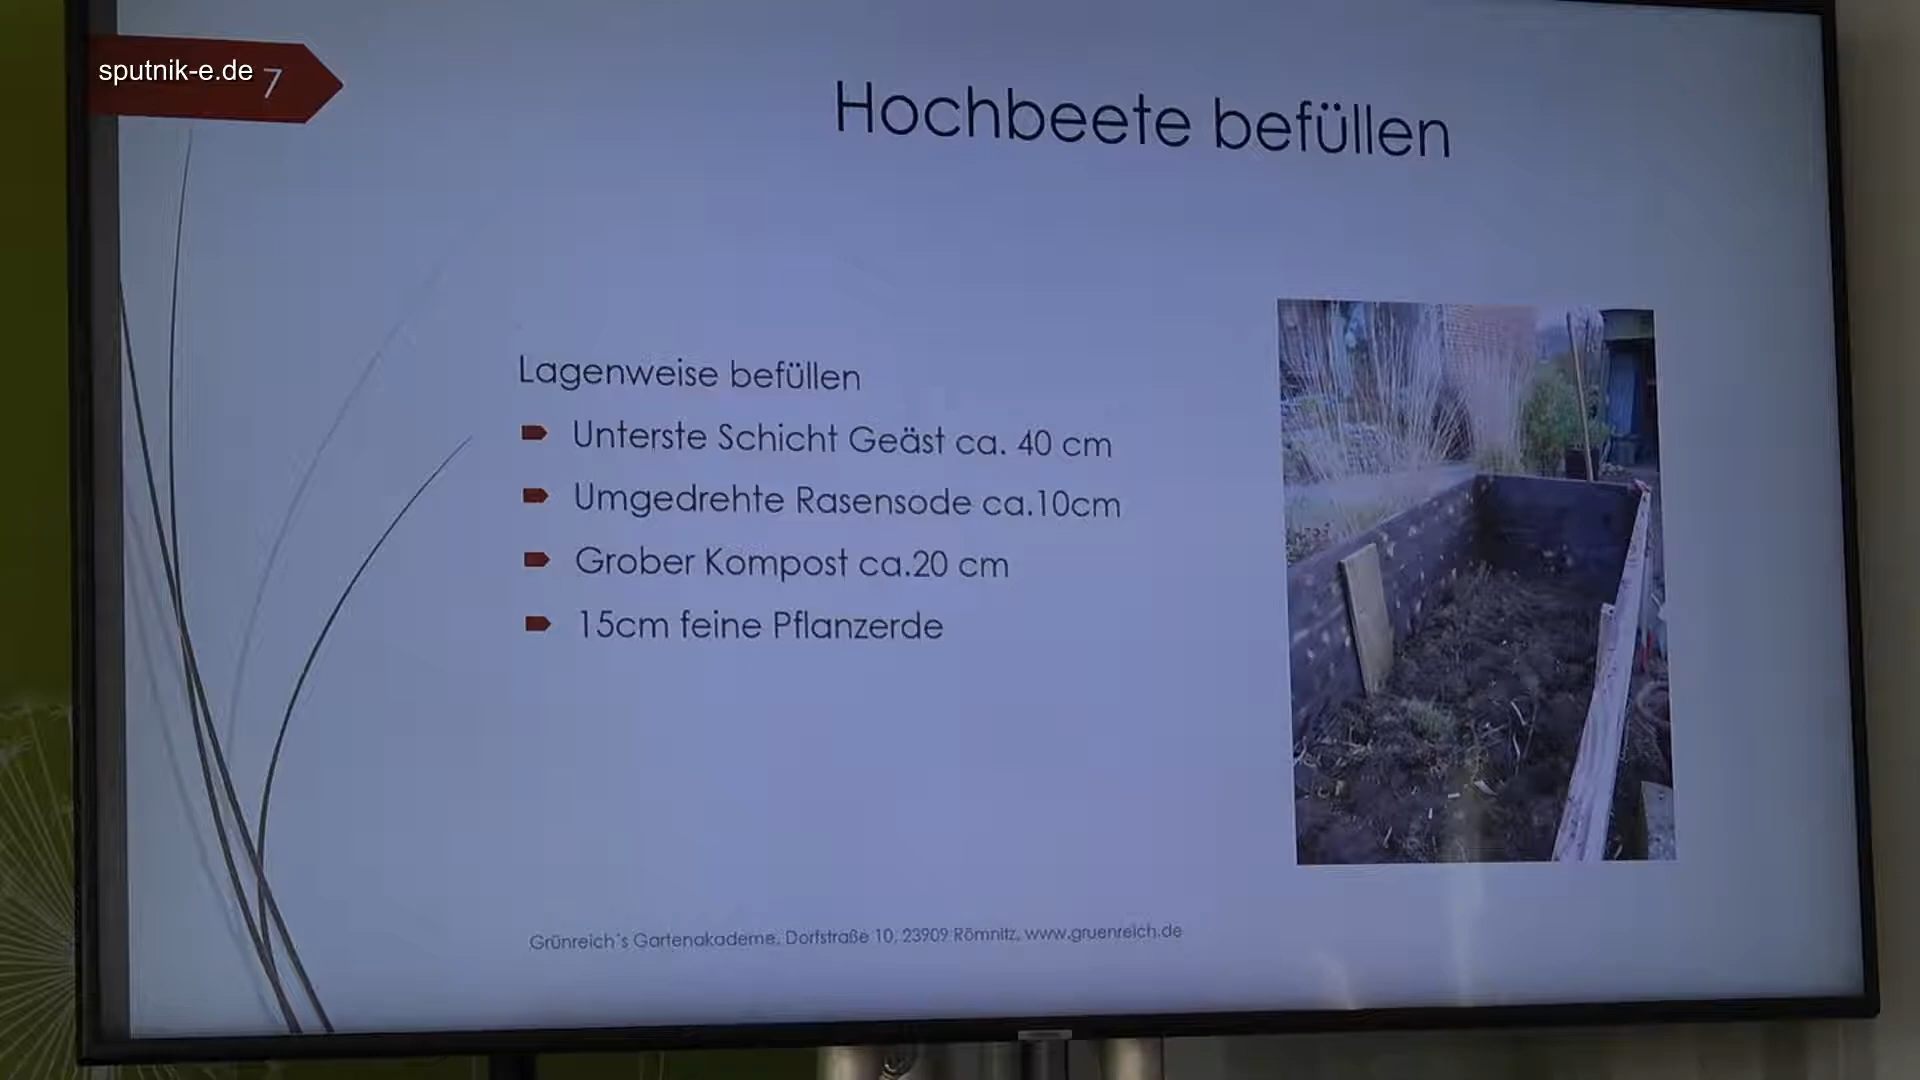 sputnik-e.de
7
Hochbeete befüllen
Lagenweise befüllen
Unterste Schicht Geäst ca. 40 cm
Umgedrehte Rasensode ca.10cm
Grober Kompost ca.20 cm
15cm feine Pflanzerde
Grünreich´s Gartenakademe, Dorfstraße 10, 23909 Römnitz, www.gruenreich.de